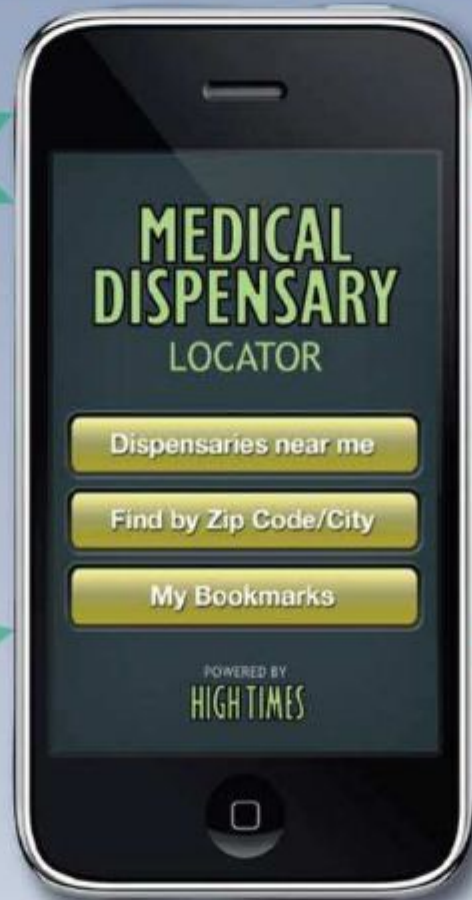 MEDICAL
DISPENSARY
LOCATOR
Dispensaries near me
Find by Zip Code/City
My Bookmarks
POWERED BY
HIGH TIMES